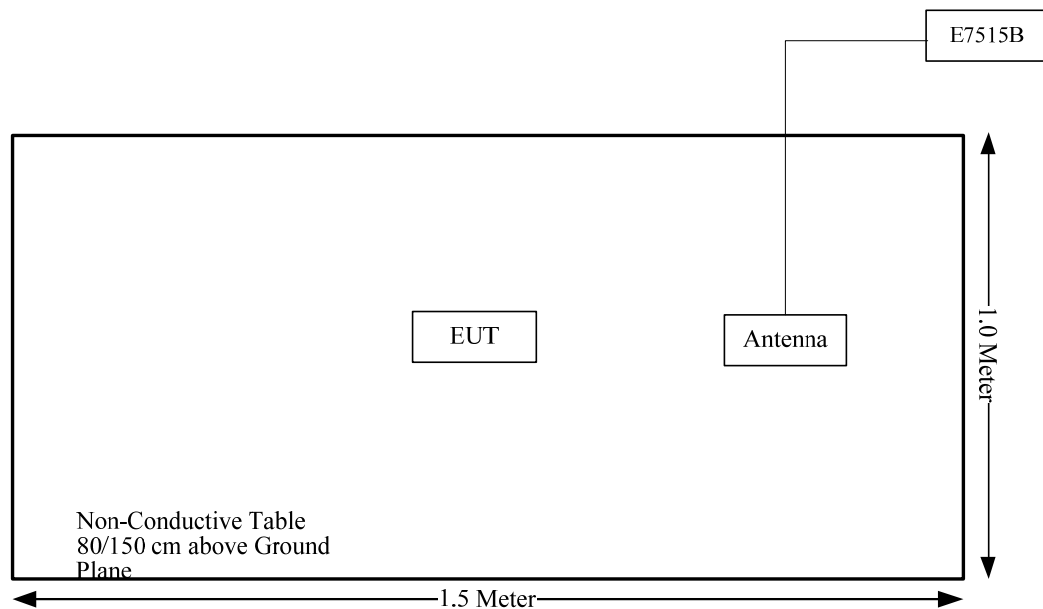 E7515B
EUT
Antenna
1.0 Meter
Non-Conductive Table
80/150 cm above Ground
Plane
1.5 Meter